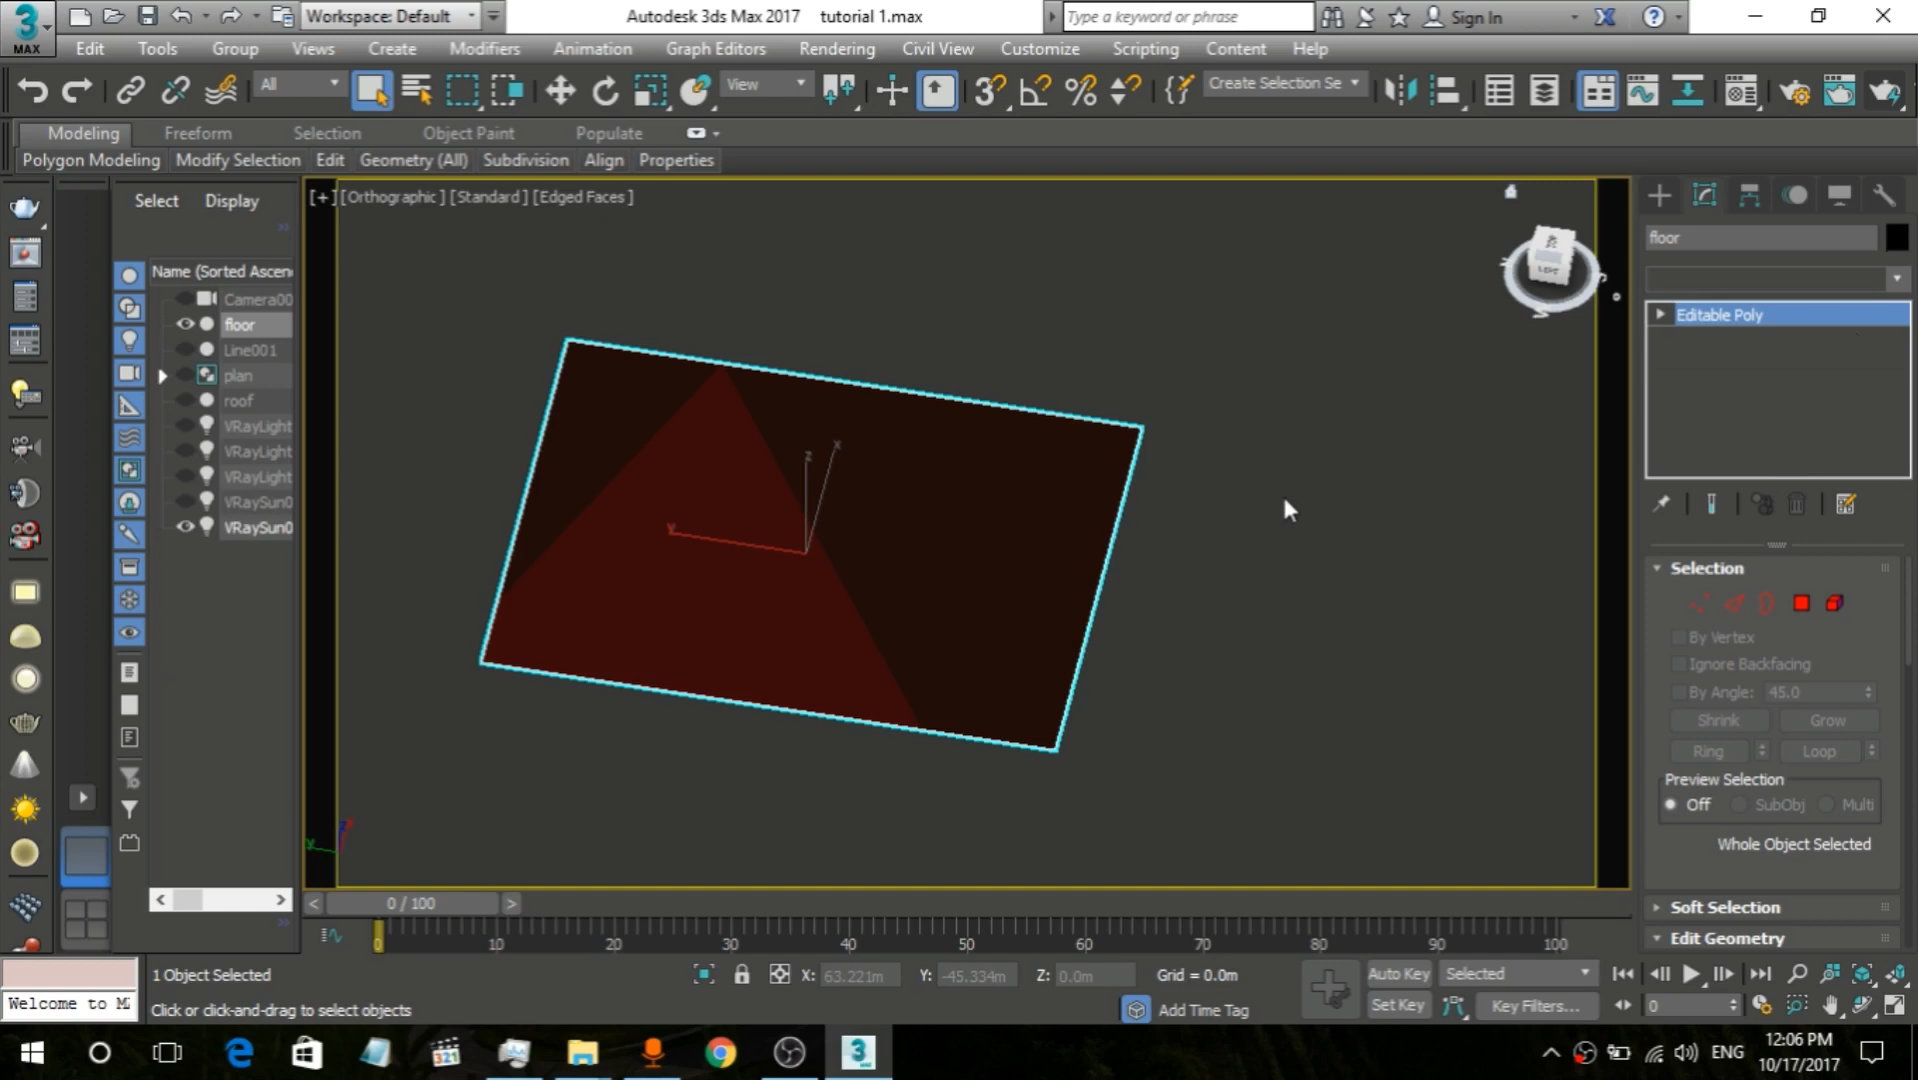 MAX
Workspace: Default
Autodesk 3ds Max 2017 tutorial 1.max
Type a keyword or phrase
Sign In
Edit Tools Group Views Create Modifiers Animation Graph Editors Rendering Civil View Customize Scripting Content Help
All
View
Create Selection Se
Modeling Freeform Selection Object Paint Populate
Polygon Modeling Modify Selection Edit Geometry (All) Subdivision Align Properties
Select Display
[+] [Orthographic] [Standard] [Edged Faces]
Name (Sorted Ascen
Camera00
floor
Line001
plan
roof
VRayLight
VRayLight
VRayLight
VRaySun0
VRaySun0
floor
Editable Poly
Selection
By Vertex
Ignore Backfacing
By Angle: 45.0
Shrink Grow
Ring Loop
Preview Selection
Off SubObj Multi
Whole Object Selected
Soft Selection
Edit Geometry
z
x
y
LEFT
< 0 / 100 >
0 10 20 30 40 50 60 70 80 90 100
1 Object Selected
X: 63.221m Y: -45.334m Z: 0.0m Grid = 0.0m
Auto Key Selected
Welcome to M
Click or click-and-drag to select objects
Add Time Tag
Set Key Key Filters...
0
321
3
ENG
12:06 PM
10/17/2017